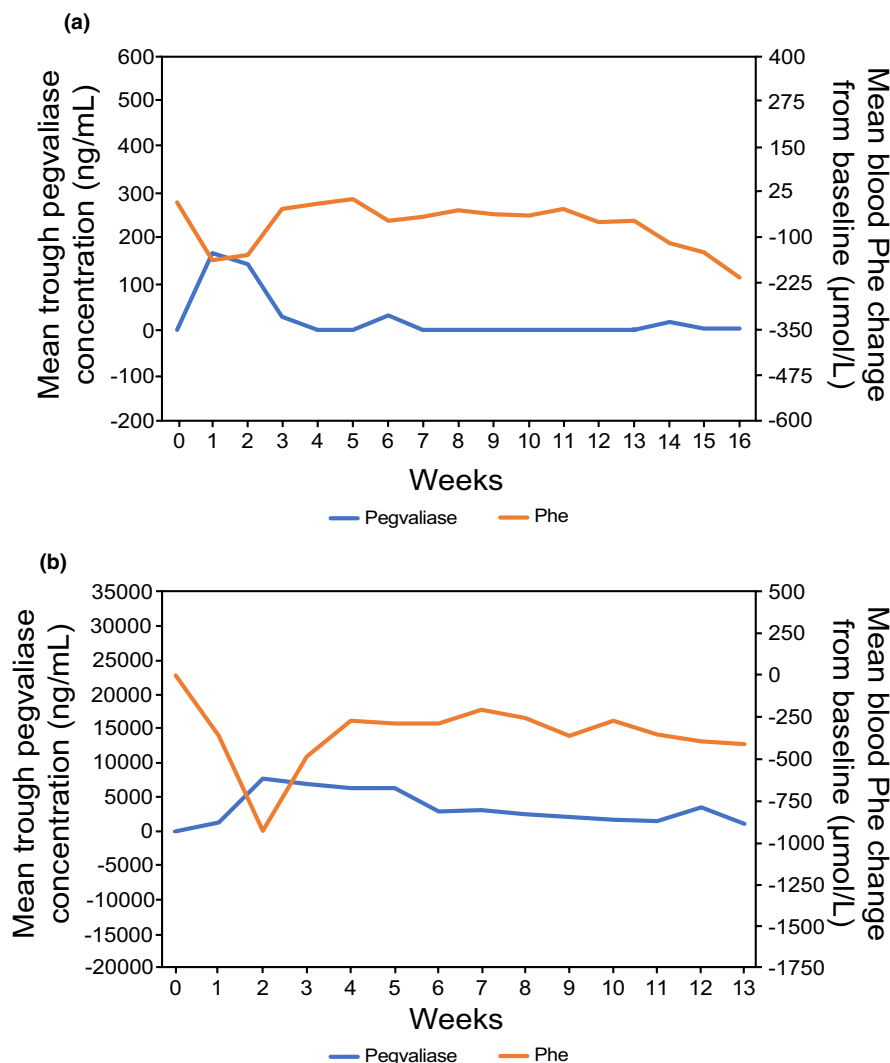 (a)
Mean trough pegvaliase
concentration (ng/mL)
600
500
400
300
200
100
0
-100
-200
400
275
150
25
-100
-225
-350
-475
-600
Mean blood Phe change
from baseline (µmol/L)
0 1 2 3 4 5 6 7 8 9 10 11 12 13 14 15 16
Weeks
Pegvaliase Phe
(b)
Mean trough pegvaliase
concentration (ng/mL)
35000
30000
25000
20000
15000
10000
5000
0
-5000
-10000
-15000
-20000
500
250
0
-250
-500
-750
-1000
-1250
-1500
-1750
Mean blood Phe change
from baseline (µmol/L)
0 1 2 3 4 5 6 7 8 9 10 11 12 13
Weeks
Pegvaliase Phe